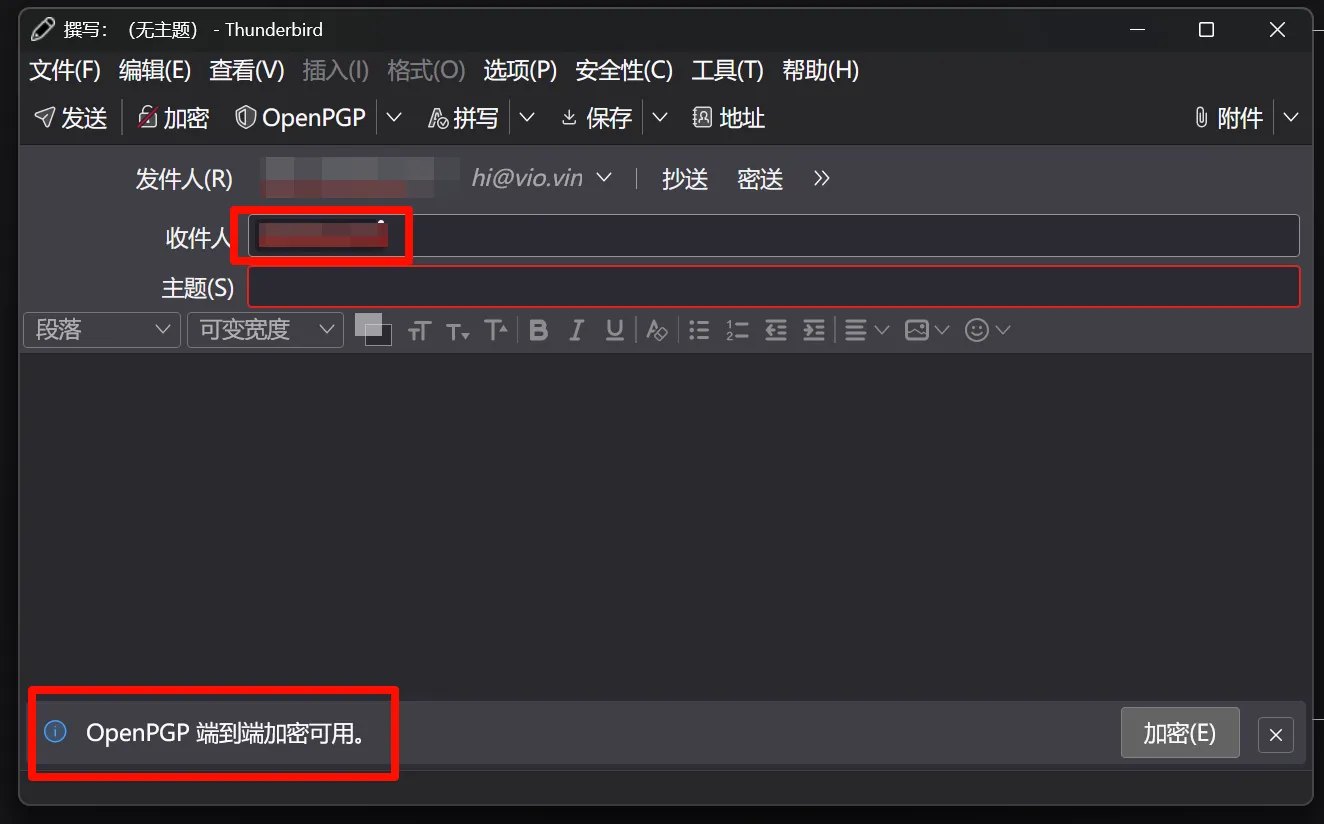 撰写: (无主题) - Thunderbird
文件(F) 编辑(E) 查看(V) 插入(I) 格式(O) 选项(P) 安全性(C) 工具(T) 帮助(H)
发送 加密 OpenPGP 拼写 保存 地址 附件
发件人(R) hi@vio.vin 抄送 密送
收件人
主题(S)
段落 可变宽度
OpenPGP 端到端加密可用。 加密(E)